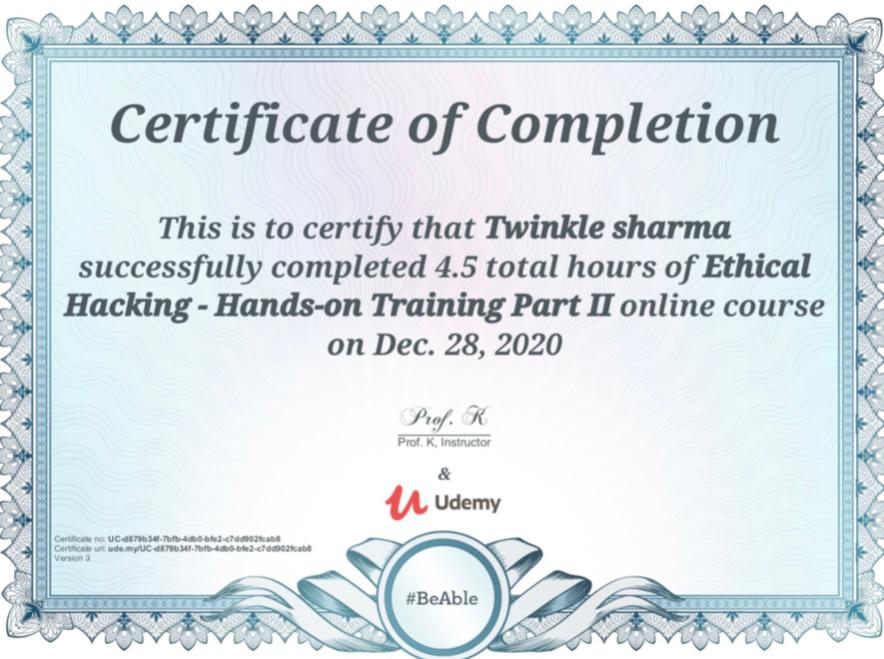 Certificate of Completion
This is to certify that Twinkle sharma
successfully completed 4.5 total hours of Ethical
Hacking - Hands-on Training Part II online course
on Dec. 28, 2020
Prof. K
Prof. K, Instructor
&
Udemy
Certificate no: UC-d879b34f-7bfb-4db0-bfe2-c7dd902fcab8
Certificate url: ude.my/UC-d879b34f-7bfb-4db0-bfe2-c7dd902fcab8
Version 3
#BeAble